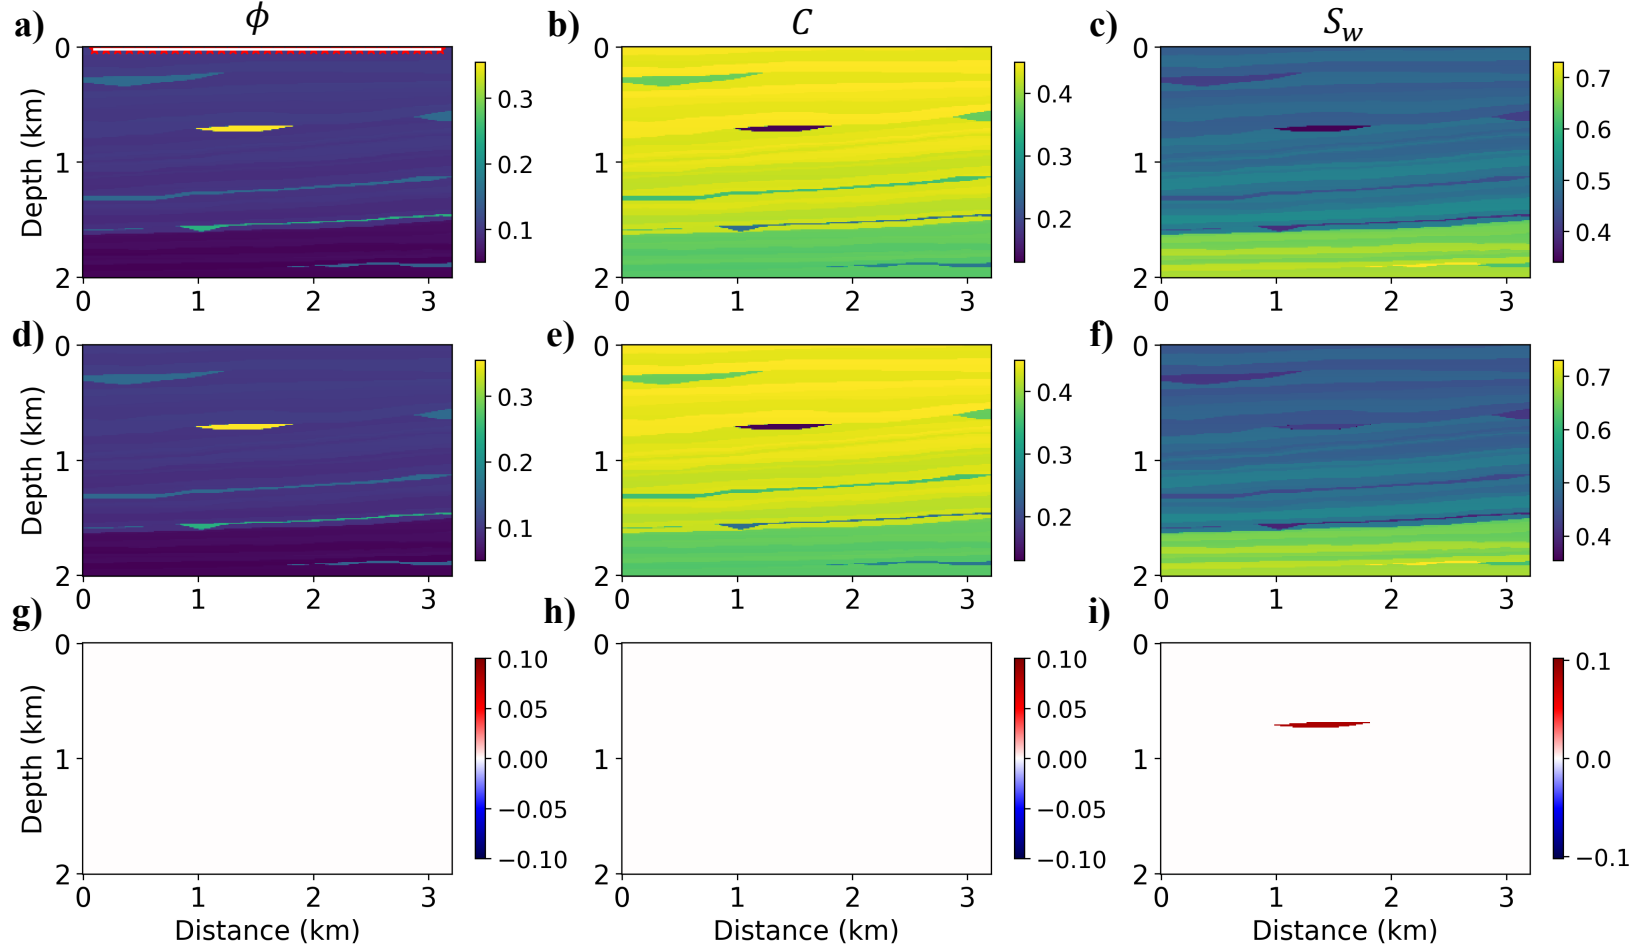 a) ϕ b) C c) S_w
0 0 0
0.3 0.4 0.7
0.6
1 0.2 1 0.3 1 0.5
0.1 0.2 0.4
2 2 2
0 1 2 3 0 1 2 3 0 1 2 3
Depth (km)
d) e) f)
0 0 0
0.3 0.4 0.7
0.6
1 0.2 1 0.3 1 0.5
0.1 0.2 0.4
2 2 2
0 1 2 3 0 1 2 3 0 1 2 3
Depth (km)
g) h) i)
0 0.10 0 0.10 0 0.1
0.05 0.05
1 0.00 1 0.00 1 0.0
−0.05 −0.05
2 −0.10 2 −0.10 2 −0.1
0 1 2 3 0 1 2 3 0 1 2 3
Depth (km)
Distance (km) Distance (km) Distance (km)